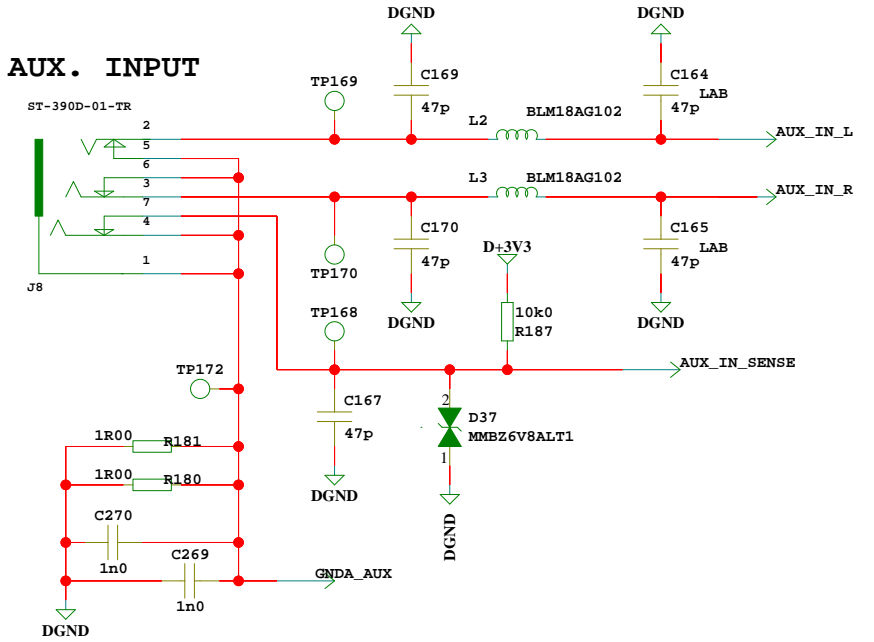 DGND
DGND
AUX. INPUT
TP169
C169
C164
LAB
47p
47p
ST-390D-01-TR
L2
BLM18AG102
2
AUX_IN_L
5
6
L3
BLM18AG102
3
AUX_IN_R
7
4
C170
C165
D+3V3
LAB
47p
47p
1
TP170
J8
DGND
DGND
TP168
10k0
R187
AUX_IN_SENSE
TP172
C167
2
D37
47p
MMBZ6V8ALT1
1
1R00
R181
1R00
R180
DGND
DGND
C270
1n0
C269
1n0
GNDA_AUX
DGND